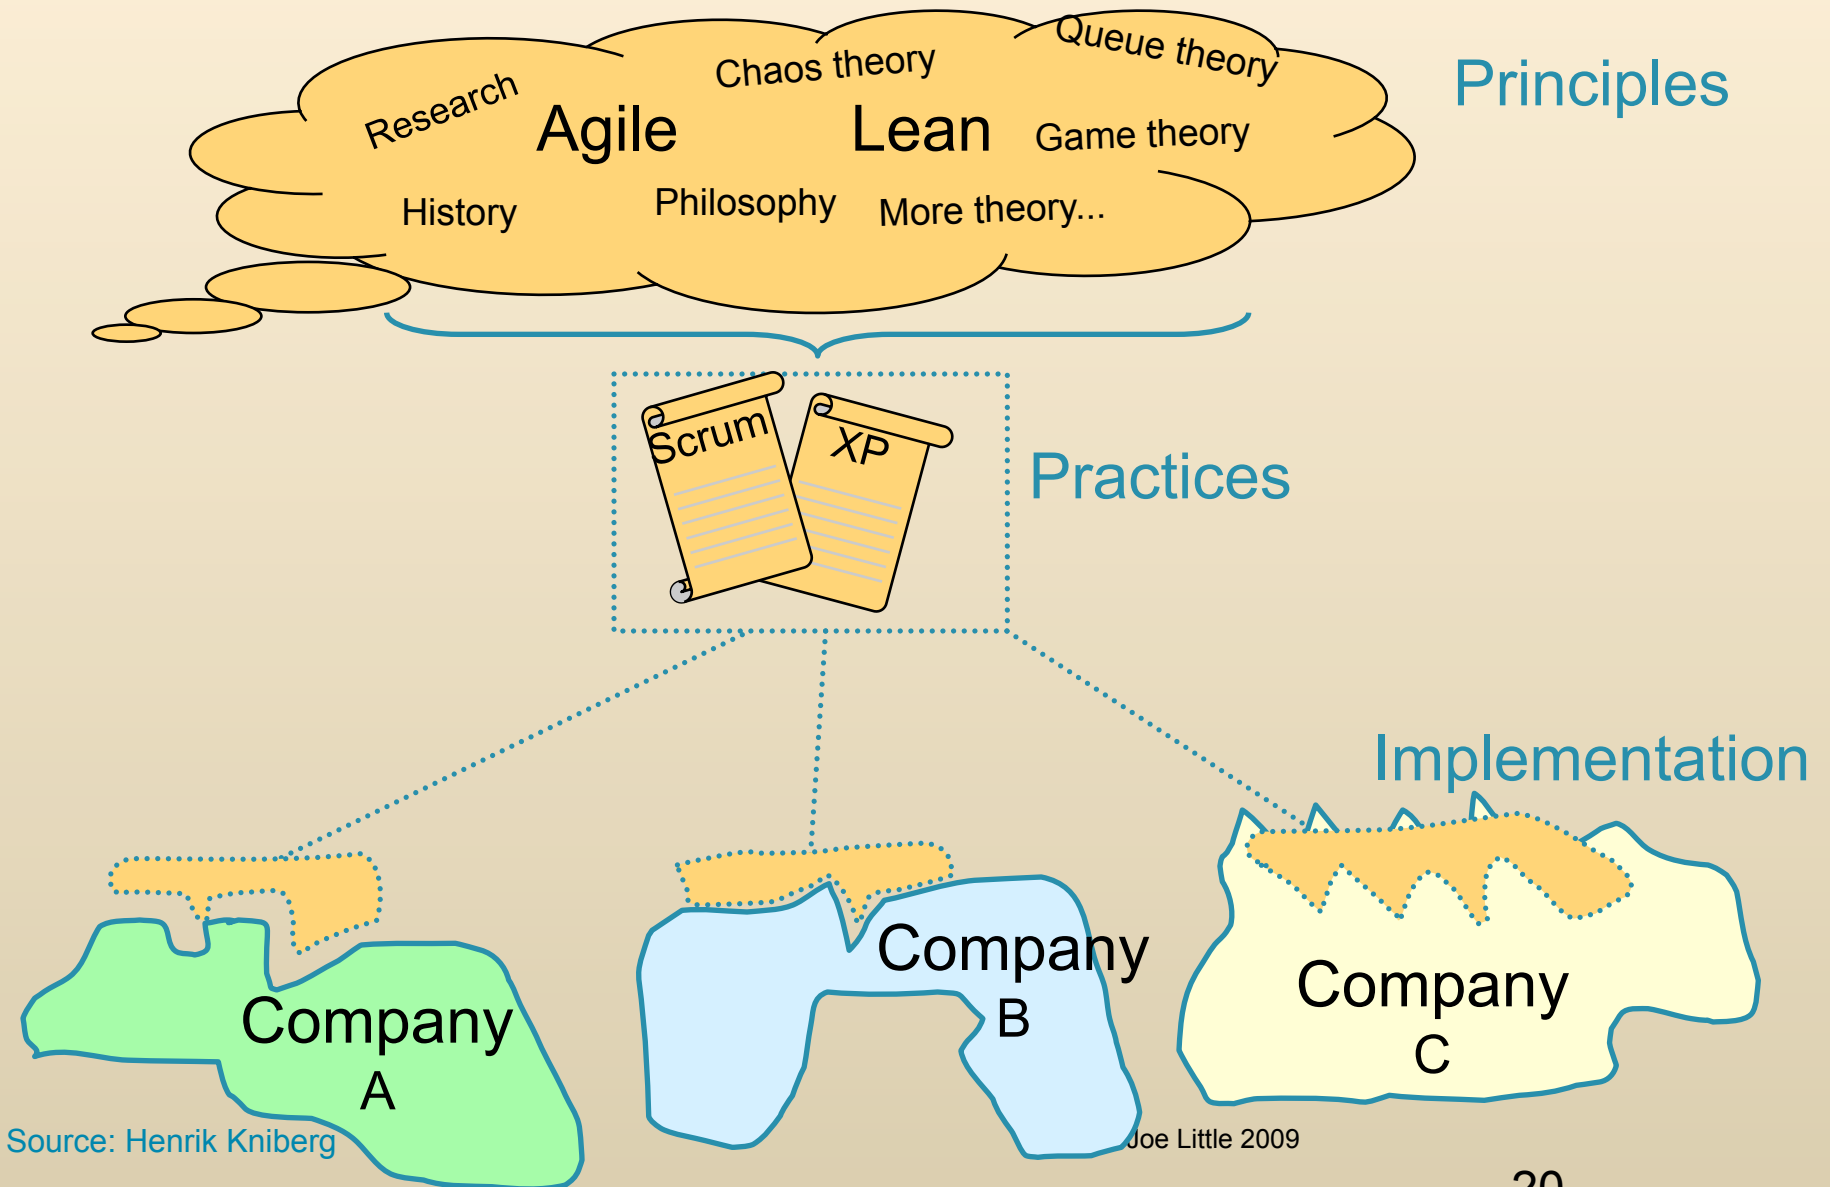 Queue theory
Chaos theory
Principles
Research
Agile
Lean
Game theory
History
Philosophy
More theory...
Scrum
XP
Practices
Implementation
Company
A
Company
B
Company
C
Source: Henrik Kniberg
Joe Little 2009
20